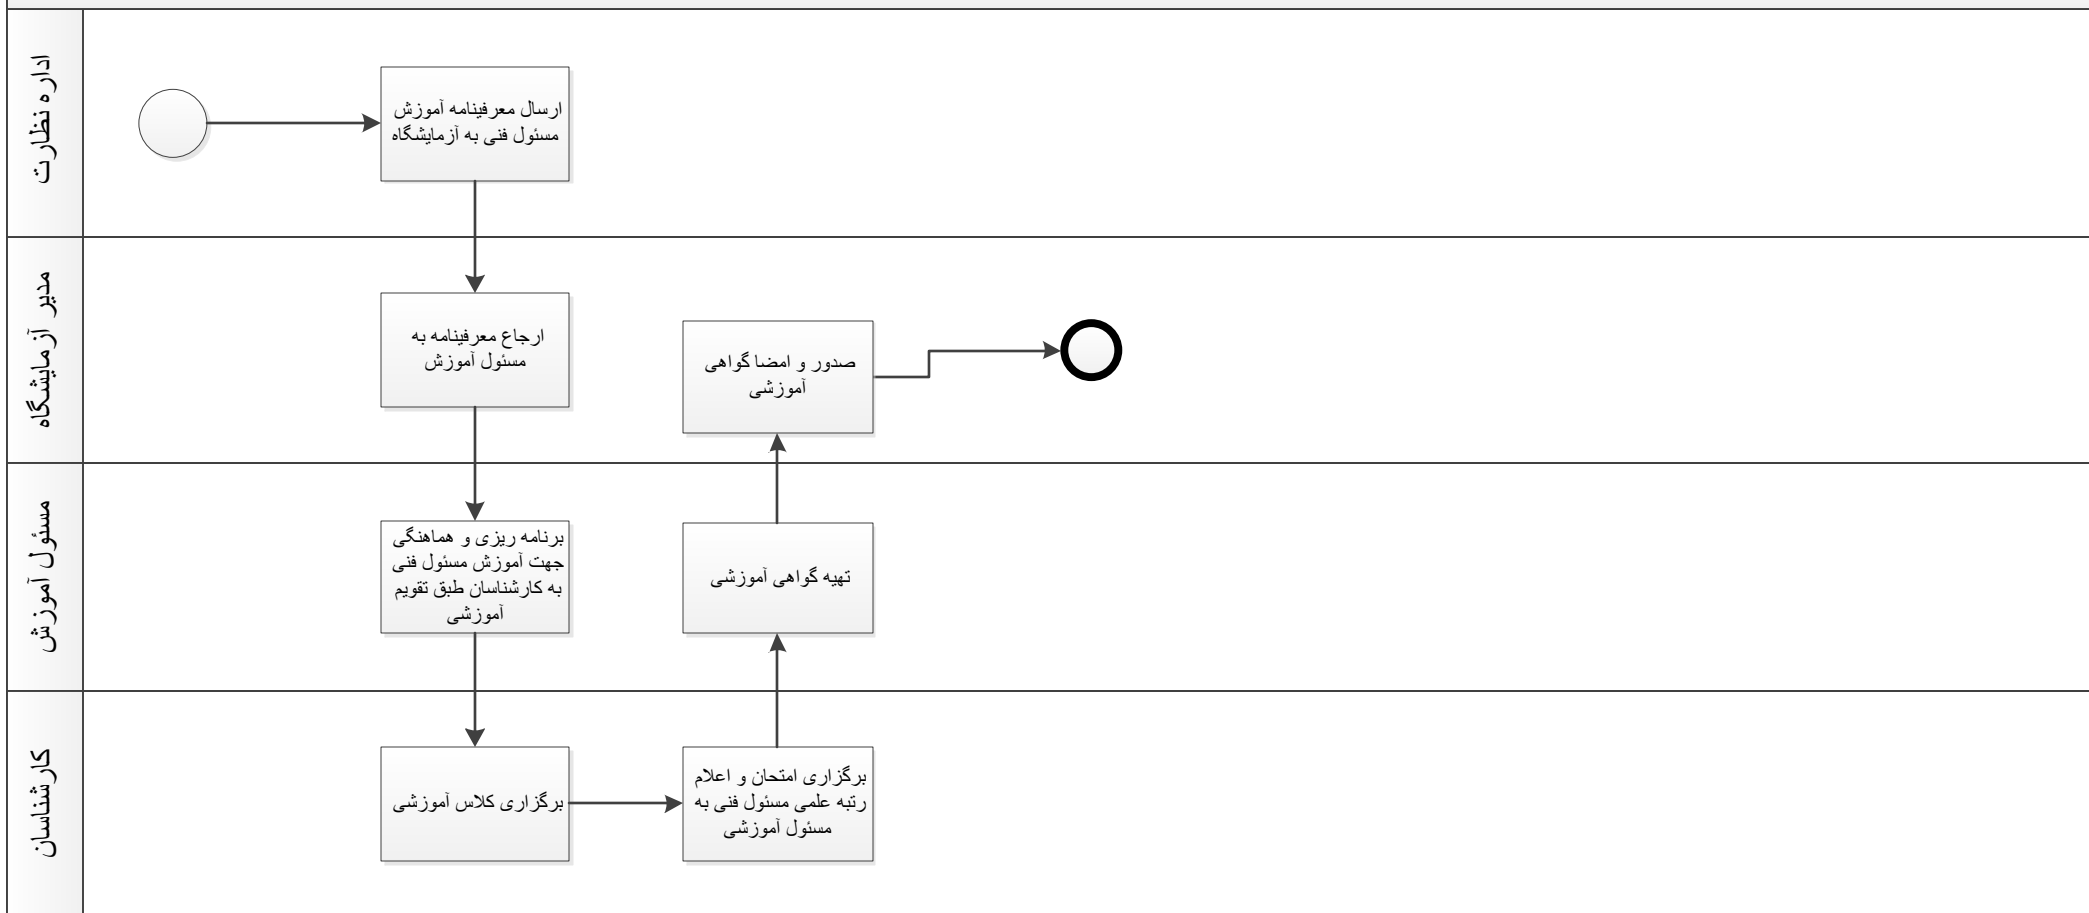 اداره نظارت
ارسال معرفینامه آموزش
مسئول فنی به آزمایشگاه
مدیر آزمایشگاه
ارجاع معرفینامه به
مسئول آموزش
صدور و امضا گواهی
آموزشی
مسئول آموزش
برنامه ریزی و هماهنگی
جهت آموزش مسئول فنی
به کارشناسان طبق تقویم
آموزشی
تهیه گواهی آموزشی
کارشناسان
برگزاری کلاس آموزشی
برگزاری امتحان و اعلام
رتبه علمی مسئول فنی به
مسئول آموزشی